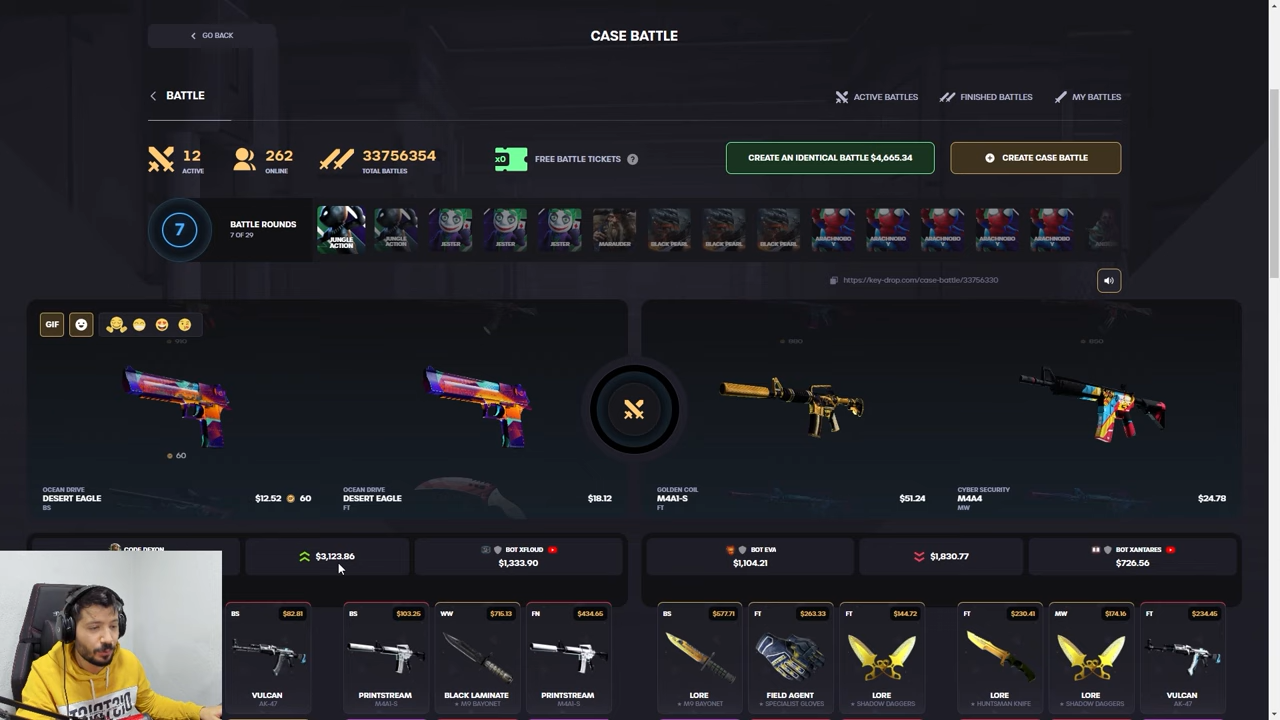 GO BACK
CASE BATTLE
BATTLE
ACTIVE BATTLES
FINISHED BATTLES
MY BATTLES
12
ACTIVE
262
ONLINE
33756354
TOTAL BATTLES
x0
FREE BATTLE TICKETS ?
CREATE AN IDENTICAL BATTLE $4,665.34
CREATE CASE BATTLE
7
BATTLE ROUNDS
7 OF 29
JUNGLE ACTION
JUNGLE ACTION
JESTER
JESTER
JESTER
MARAUDER
BLACK PEARL
BLACK PEARL
BLACK PEARL
https://key-drop.com/case-battle/33756330
GIF
60
OCEAN DRIVE
DESERT EAGLE
BS
$12.52
60
OCEAN DRIVE
DESERT EAGLE
FT
$18.12
GOLDEN COIL
M4A1-S
FT
$51.24
CYBER SECURITY
M4A4
MW
$24.78
$3,123.86
BOT XFLOUD
$1,333.90
BOT EVA
$1,104.21
$1,830.77
BOT XANTARES
$726.56
BS
$82.81
VULCAN
AK-47
BS
$103.25
PRINTSTREAM
M4A1-S
WW
$715.13
BLACK LAMINATE
★ M9 BAYONET
FN
$434.65
PRINTSTREAM
M4A1-S
BS
$577.71
LORE
★ M9 BAYONET
FT
$263.33
FIELD AGENT
★ SPECIALIST GLOVES
FT
$144.72
LORE
★ SHADOW DAGGERS
FT
$230.41
LORE
★ HUNTSMAN KNIFE
MW
$174.16
LORE
★ SHADOW DAGGERS
FT
$234.45
VULCAN
AK-47